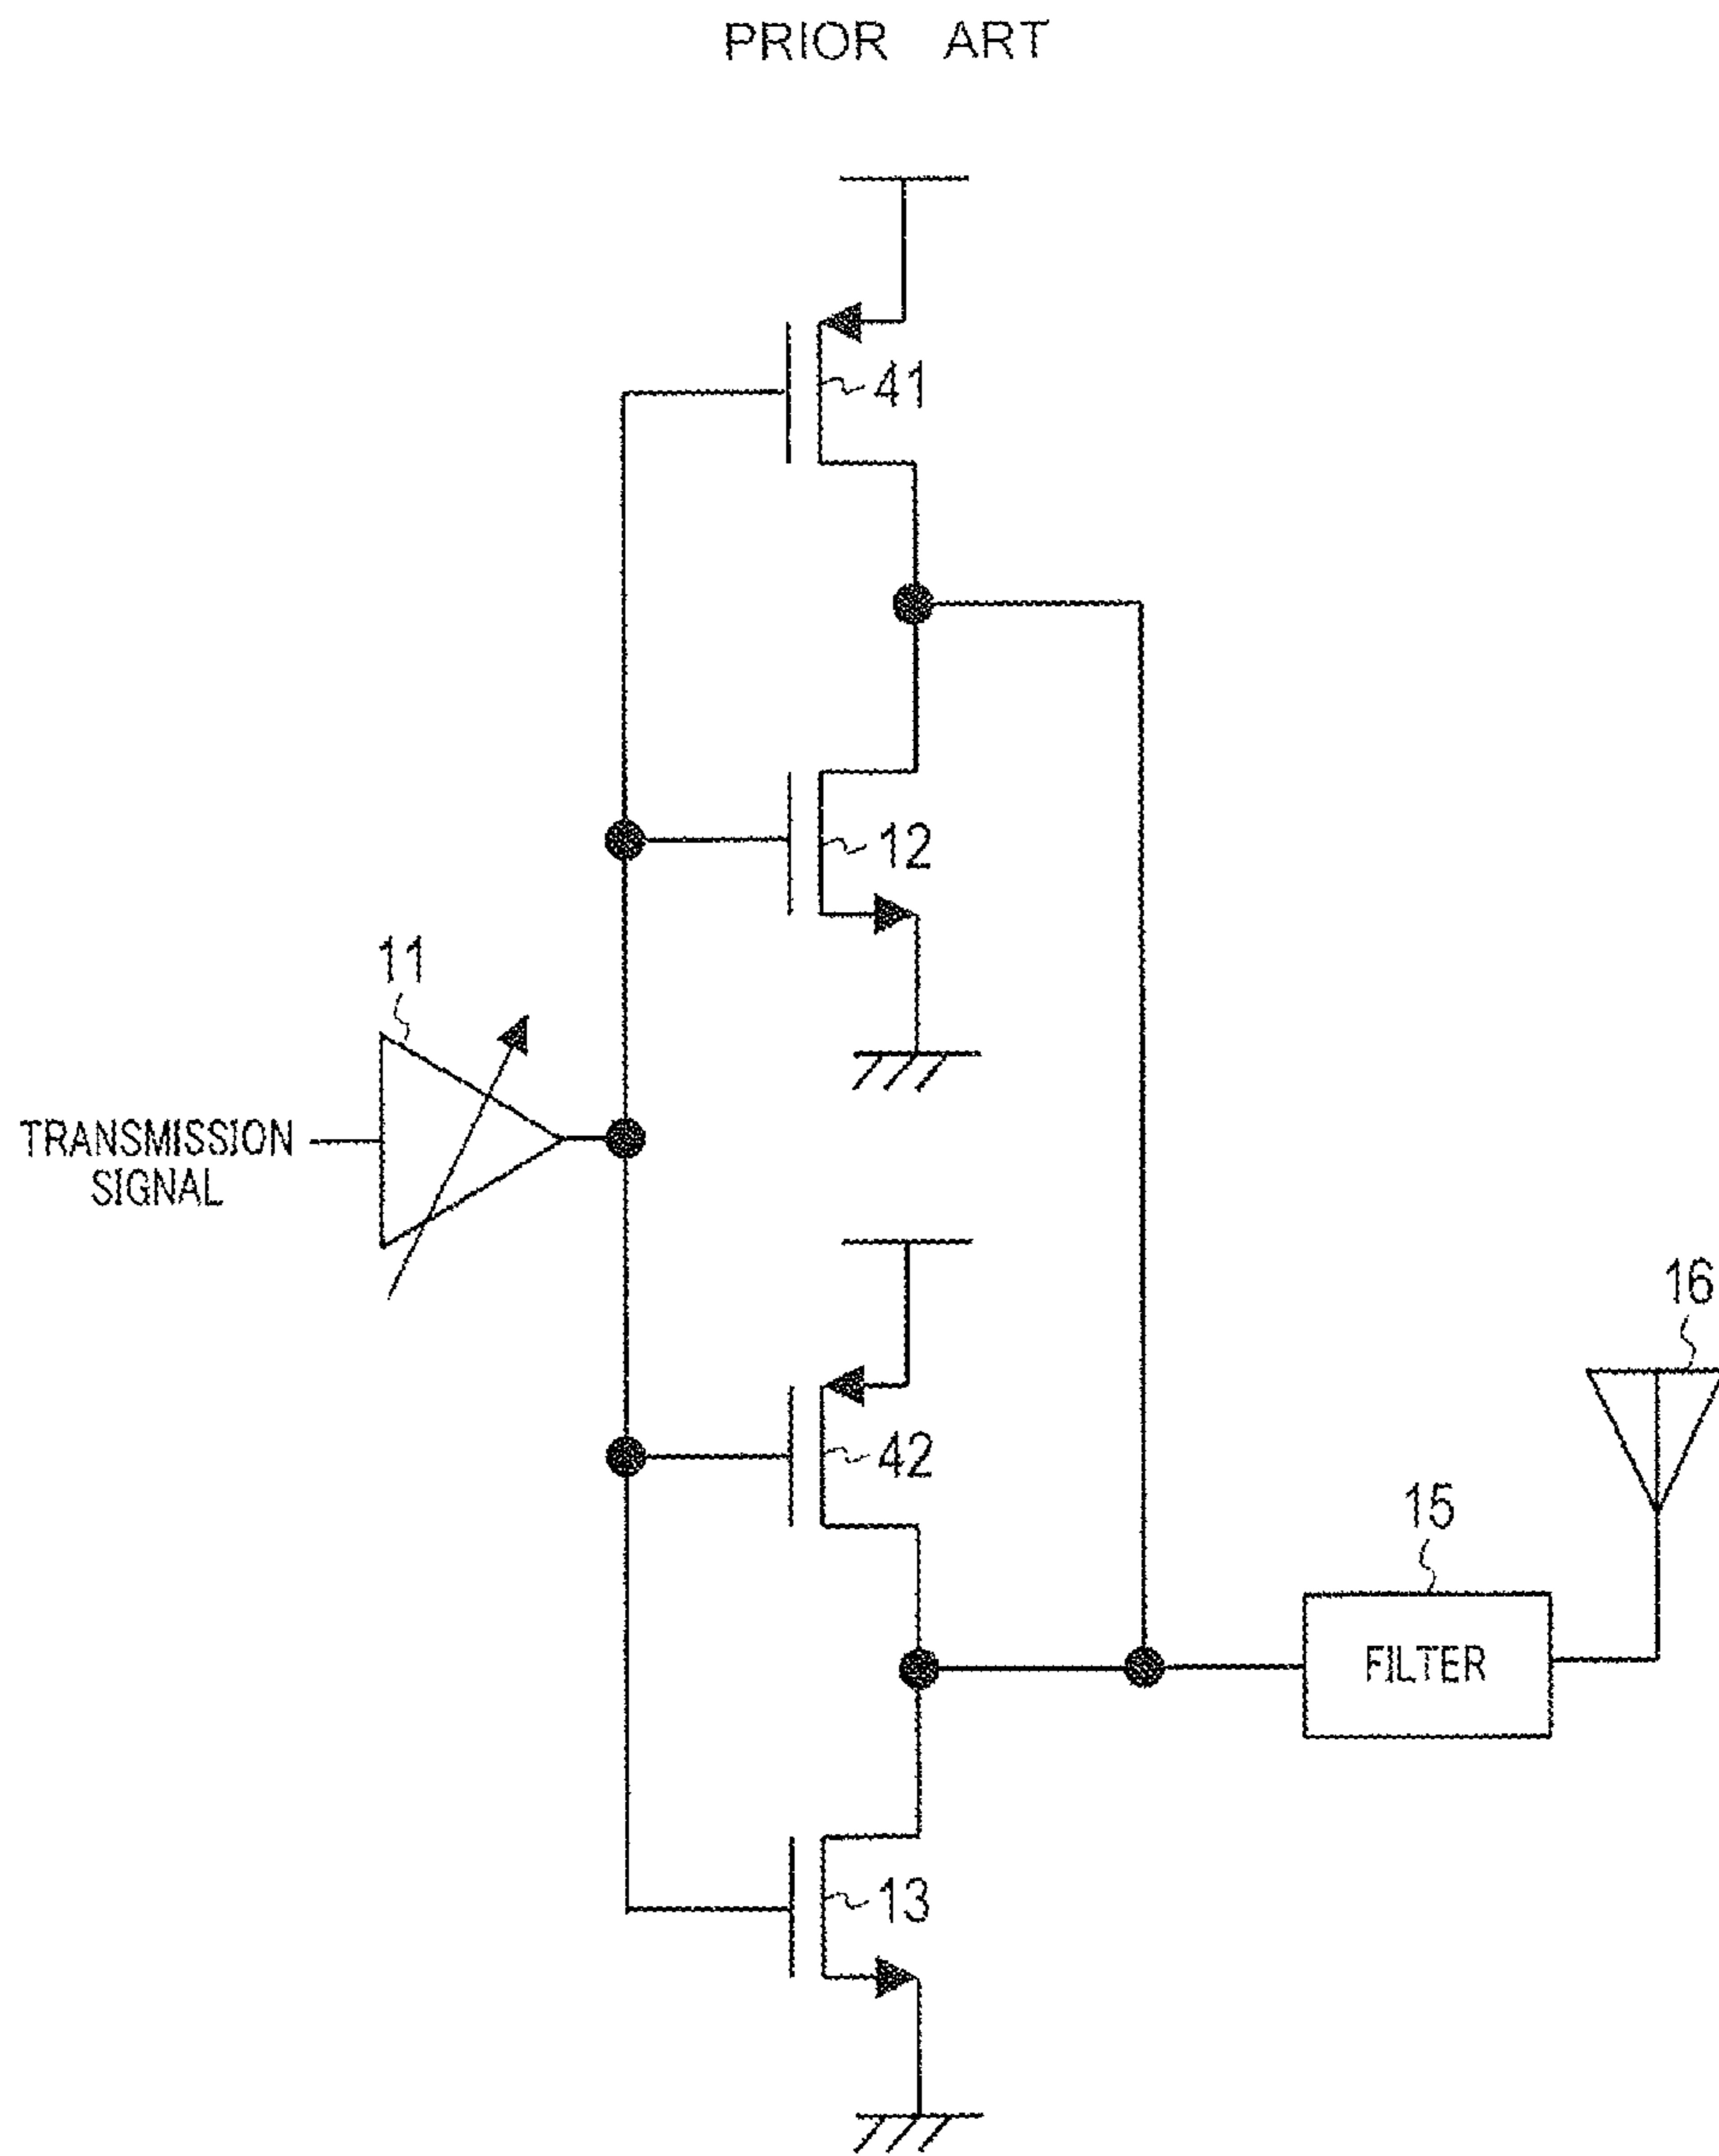 PRIOR ART
41
12
11
TRANSMISSION
SIGNAL
16
42
15
FILTER
13